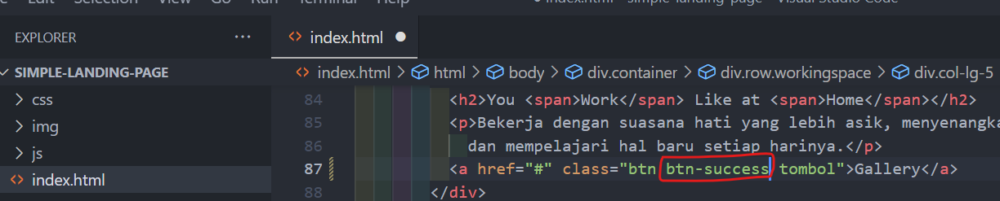 File Edit Selection View Go Run Terminal Help index.html - simple-landing-page - Visual Studio Code
EXPLORER ···
index.html
SIMPLE-LANDING-PAGE
index.html > html > body > div.container > div.row.workingspace > div.col-lg-5
css
img
js
index.html
84 <h2>You <span>Work</span> Like at <span>Home</span></h2>
85 <p>Bekerja dengan suasana hati yang lebih asik, menyenangka
86 dan mempelajari hal baru setiap harinya.</p>
87 <a href="#" class="btn btn-success tombol">Gallery</a>
88 </div>